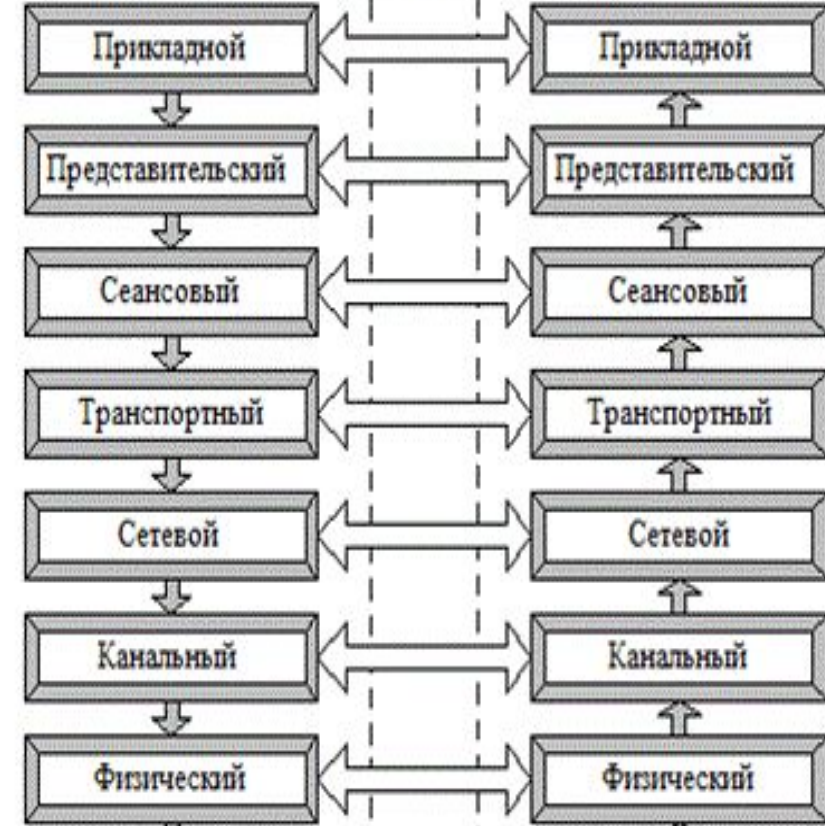 Прикладной Прикладной
Представительский Представительский
Сеансовый Сеансовый
Транспортный Транспортный
Сетевой Сетевой
Канальный Канальный
Физический Физический